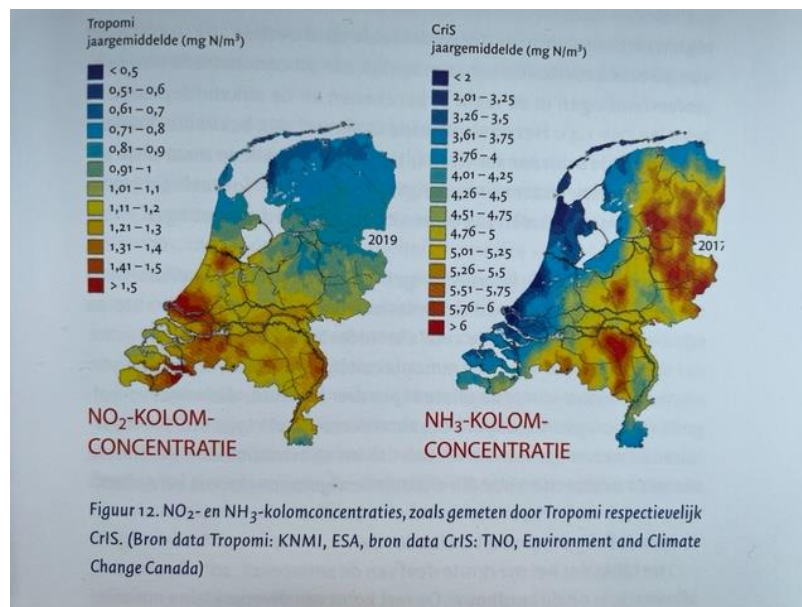 Tropomi
jaargemiddelde (mg N/m³)
< 0,5
0,51 – 0,6
0,61 – 0,7
0,71 – 0,8
0,81 – 0,9
0,91 – 1
1,01 – 1,1
1,11 – 1,2
1,21 – 1,3
1,31 – 1,4
1,41 – 1,5
> 1,5
2019
NO₂-KOLOM-
CONCENTRATIE
CriS
jaargemiddelde (mg N/m³)
< 2
2,01 – 3,25
3,26 – 3,5
3,61 – 3,75
3,76 – 4
4,01 – 4,25
4,26 – 4,5
4,51 – 4,75
4,76 – 5
5,01 – 5,25
5,26 – 5,5
5,51 – 5,75
5,76 – 6
> 6
2017
NH₃-KOLOM-
CONCENTRATIE
Figuur 12. NO₂- en NH₃-kolomconcentraties, zoals gemeten door Tropomi respectievelijk
CrIS. (Bron data Tropomi: KNMI, ESA, bron data CrIS: TNO, Environment and Climate
Change Canada)